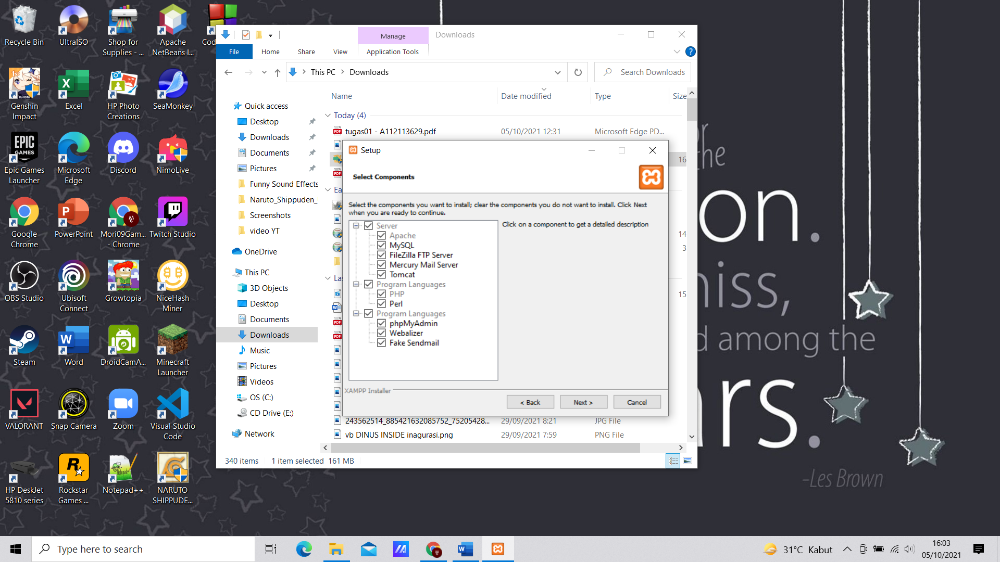 Recycle Bin
UltraISO
Shop for
Supplies - ...
Apache
NetBeans I...
Genshin
Impact
Excel
HP Photo
Creations
SeaMonkey
EPIC
GAMES
Epic Games
Launcher
Microsoft
Edge
Discord
NimoLive
Google
Chrome
PowerPoint
Mori09Gam...
- Chrome
Twitch Studio
OBS Studio
Ubisoft
Connect
Growtopia
NiceHash
Miner
Steam
Word
DroidCamA...
Minecraft
Launcher
VALORANT
Snap Camera
Zoom
Visual Studio
Code
HP DeskJet
5810 series
Rockstar
Games ...
Notepad++
NARUTO
SHIPPUDE...
Manage
Downloads
File
Home
Share
View
Application Tools
This PC
Downloads
Search Downloads
Name
Date modified
Type
Size
Quick access
Desktop
Downloads
Documents
Pictures
Funny Sound Effects
Naruto_Shippuden_
Screenshots
video YT
OneDrive
This PC
3D Objects
Desktop
Documents
Downloads
Music
Pictures
Videos
OS (C:)
CD Drive (E:)
Network
Today (4)
tugas01 - A112113629.pdf
05/10/2021 12:31
Microsoft Edge PD...
16
14
3
15
243562514_885421632085752_75205428...
29/09/2021 8:21
JPG File
vb DINUS INSIDE inagurasi.png
29/09/2021 7:59
PNG File
340 items
1 item selected 161 MB
Setup
Select Components
Select the components you want to install; clear the components you do not want to install. Click Next
when you are ready to continue.
Click on a component to get a detailed description
Server
Apache
MySQL
FileZilla FTP Server
Mercury Mail Server
Tomcat
Program Languages
PHP
Perl
Program Languages
phpMyAdmin
Webalizer
Fake Sendmail
XAMPP Installer
< Back
Next >
Cancel
the
on.
iss,
d among the
ars.
-Les Brown
Type here to search
31°C Kabut
16:03
05/10/2021